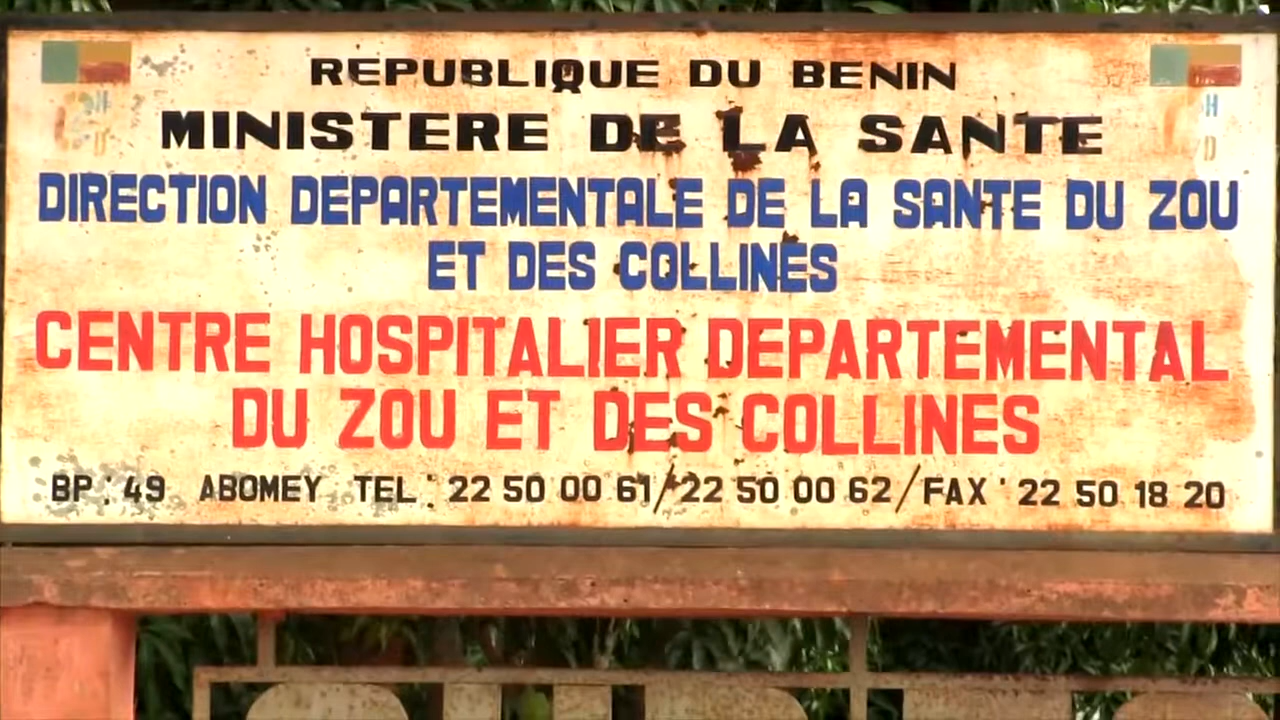 REPUBLIQUE DU BENIN
MINISTERE DE LA SANTE
DIRECTION DEPARTEMENTALE DE LA SANTE DU ZOU
ET DES COLLINES
CENTRE HOSPITALIER DEPARTEMENTAL
DU ZOU ET DES COLLINES
BP : 49 ABOMEY TEL : 22 50 00 61/22 50 00 62/FAX ' 22 50 18 20